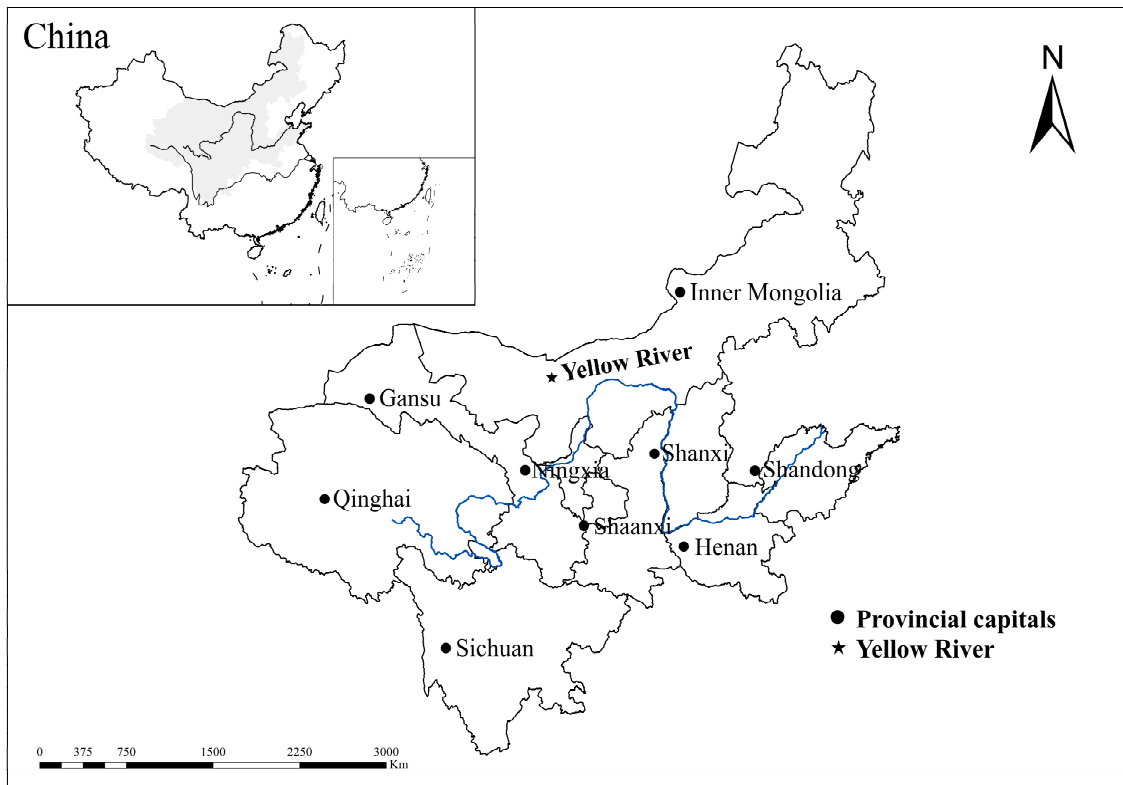 China
N
Inner Mongolia
Yellow River
Gansu
Shanxi
Ningxia
Shandong
Qinghai
Shaanxi
Henan
Provincial capitals
Sichuan
Yellow River
0 375 750 1500 2250 3000
Km